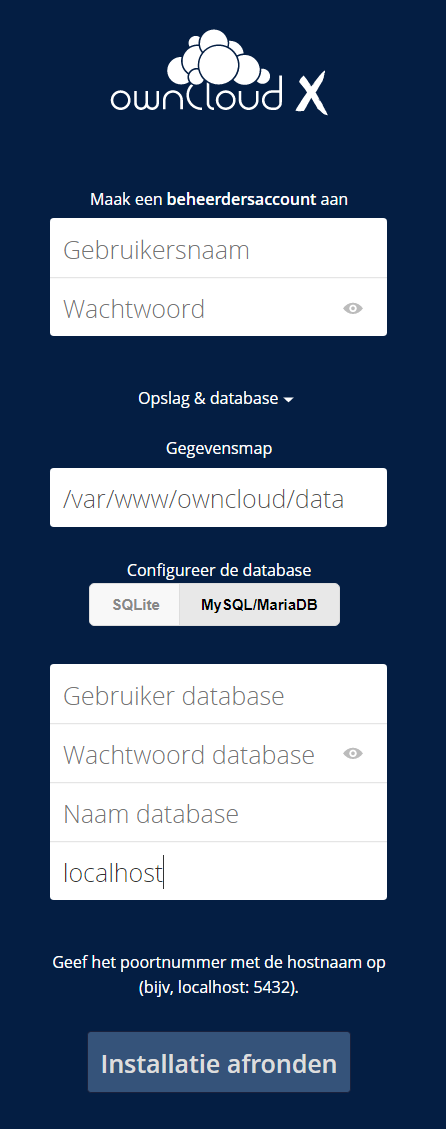 ownCloud X
Maak een beheerdersaccount aan
Gebruikersnaam
Wachtwoord
Opslag & database
Gegevensmap
/var/www/owncloud/data
Configureer de database
SQLite MySQL/MariaDB
Gebruiker database
Wachtwoord database
Naam database
localhost
Geef het poortnummer met de hostnaam op
(bijv, localhost: 5432).
Installatie afronden